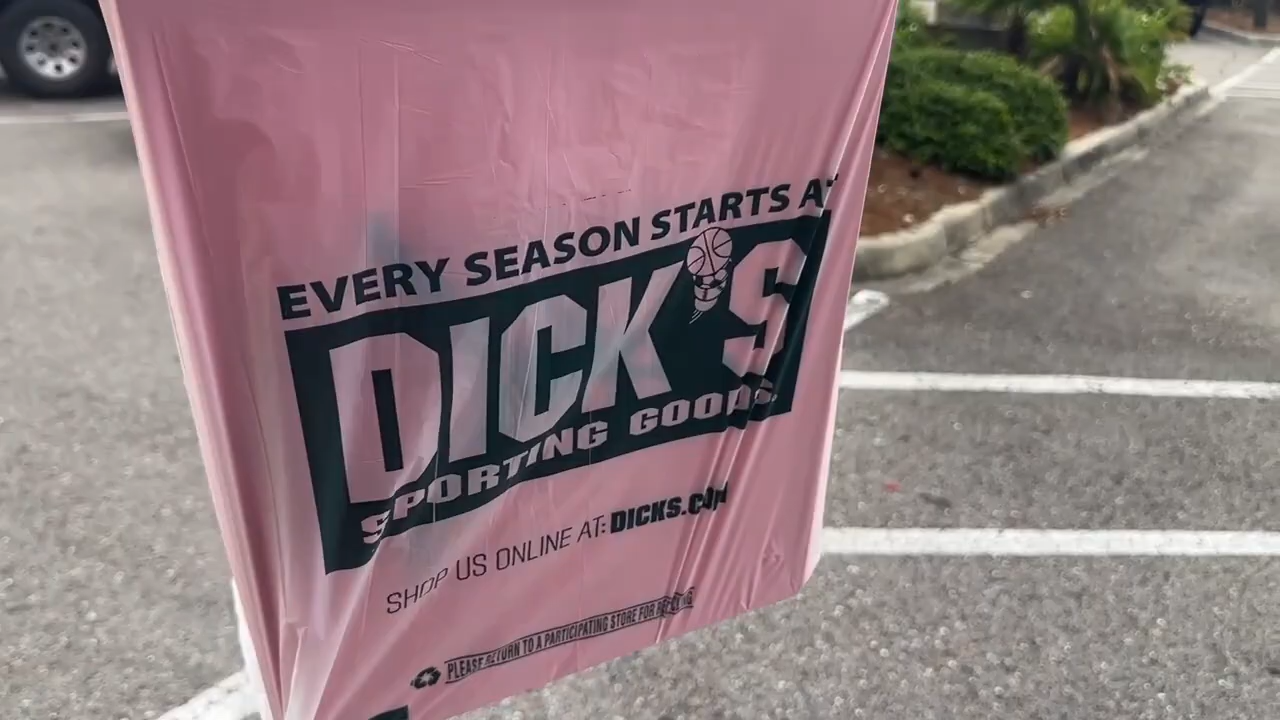 EVERY SEASON STARTS AT
DICK'S
SPORTING GOODS
SHOP US ONLINE AT: DICKS.COM
PLEASE RETURN TO A PARTICIPATING STORE FOR RECYCLING